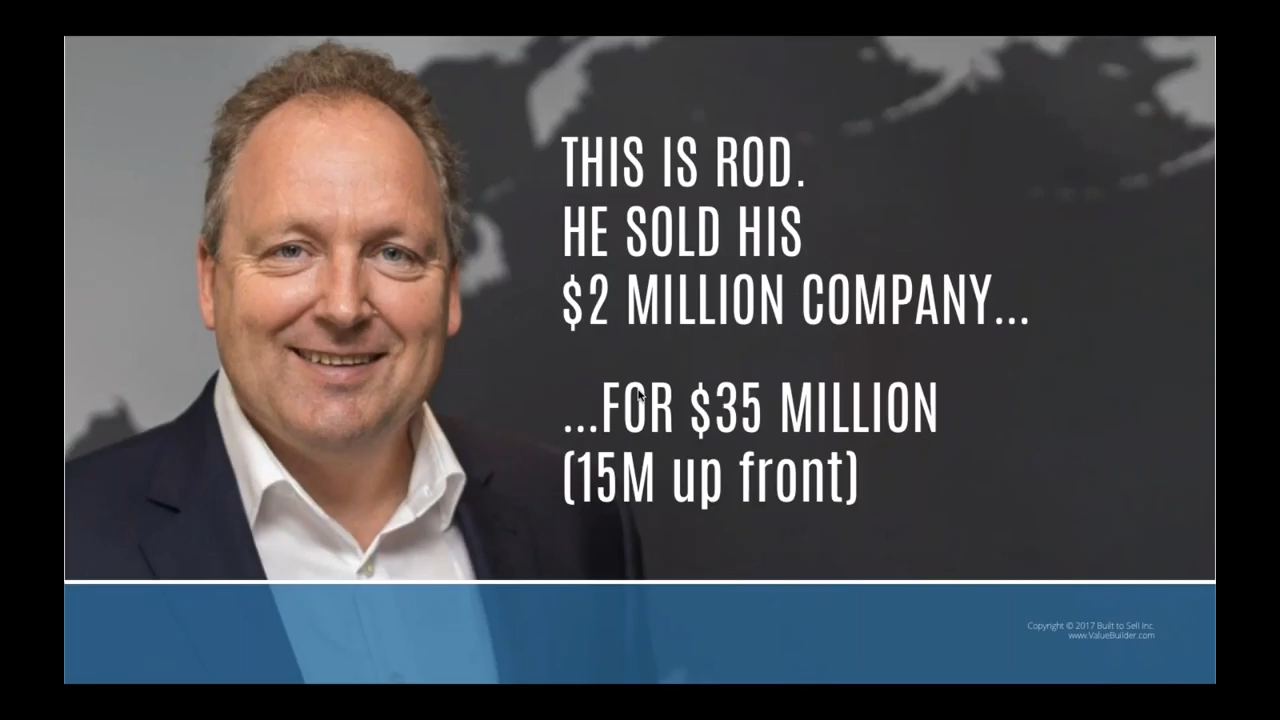 THIS IS ROD.
HE SOLD HIS
$2 MILLION COMPANY...
...FOR $35 MILLION
(15M up front)
Copyright © 2017 Built to Sell Inc.
www.ValueBuilder.com